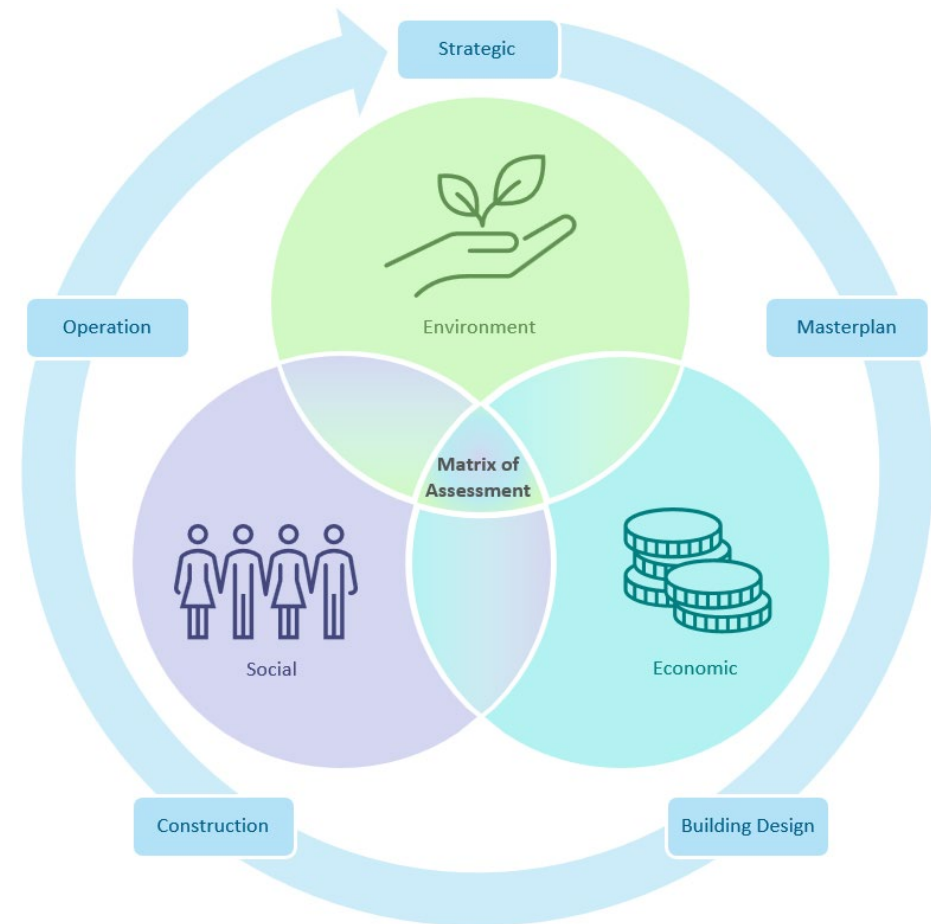 Strategic
Operation
Environment
Masterplan
Matrix of
Assessment
Social
Economic
Construction
Building Design